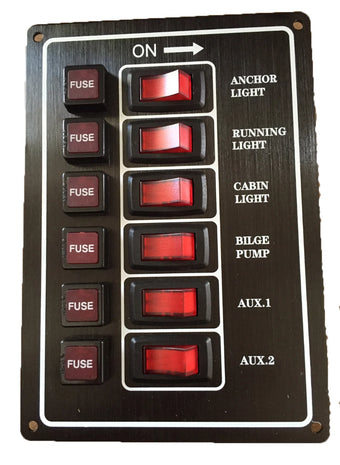 ON
FUSE
ANCHOR
LIGHT
FUSE
RUNNING
LIGHT
FUSE
CABIN
LIGHT
FUSE
BILGE
PUMP
FUSE
AUX.1
FUSE
AUX.2